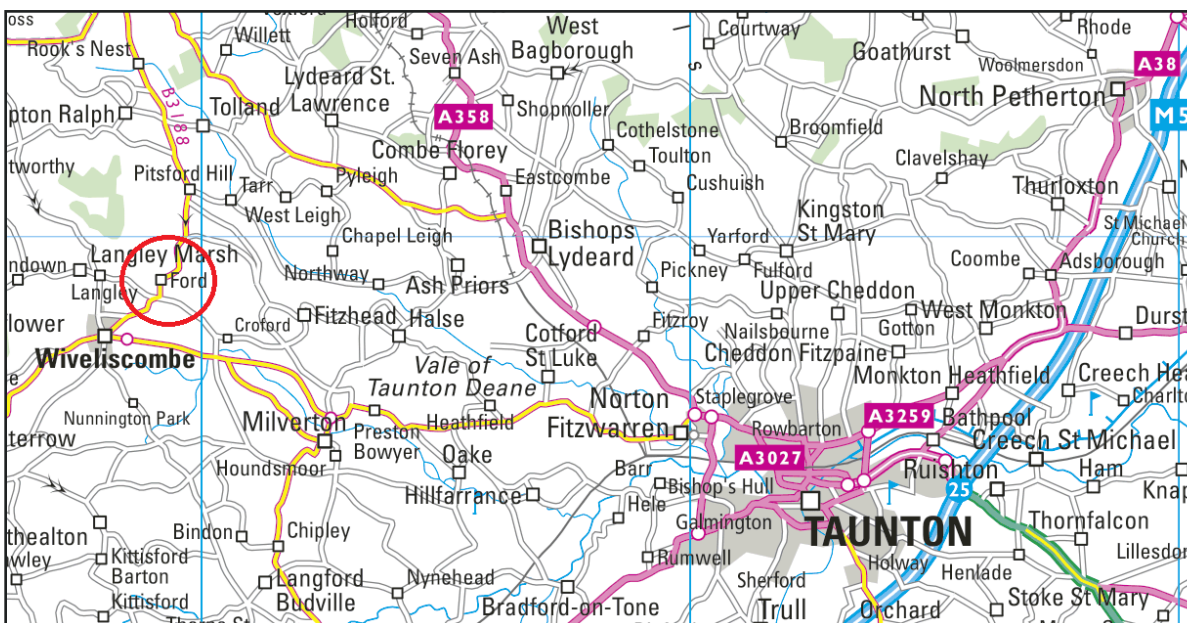 oss
Rook's Nest
Willett
Holford
Seven Ash
West
Bagborough
Courtway
Goathurst
Rhode
Woolmersdon
A38
North Petherton
M5
Lydeard St.
Lawrence
Tolland
B3188
pton Ralph
A358
Shopnoller
Cothelstone
Toulton
Broomfield
Clavelshay
Combe Florey
tworthy
Pitsford Hill
Tarr
Pyleigh
West Leigh
Eastcombe
Cushuish
Thurloxton
Kingston
St Mary
St Michael
Church
Bishops
Lydeard
Chapel Leigh
Yarford
Langley Marsh
ndown
Langley
Ford
Northway
Ash Priors
Pickney
Fulford
Coombe
Adsborough
Upper Cheddon
West Monkton
lower
Croford
Fitzhead
Halse
Cotford
St Luke
Fitzroy
Nailsbourne
Gotton
Durst
Wiveliscombe
Cheddon Fitzpaine
e
Vale of
Taunton Deane
Monkton Heathfield
Creech Hea
Charlto
Nunnington Park
Norton
Fitzwarren
Staplegrove
A3259
Bathpool
Milverton
Heathfield
Rowbarton
Creech St Michael
terrow
Preston
Bowyer
Oake
A3027
Houndsmoor
Barr
Bishop's Hull
Ruishton
Ham
25
Knap
Hillfarrance
Hele
Galmington
TAUNTON
Thornfalcon
Bindon
Chipley
thealton
wley
Kittisford
Barton
Rumwell
Holway
Henlade
Lillesdon
Langford
Budville
Nynehead
Sherford
Stoke St Mary
Kittisford
Bradford-on-Tone
Trull
Orchard